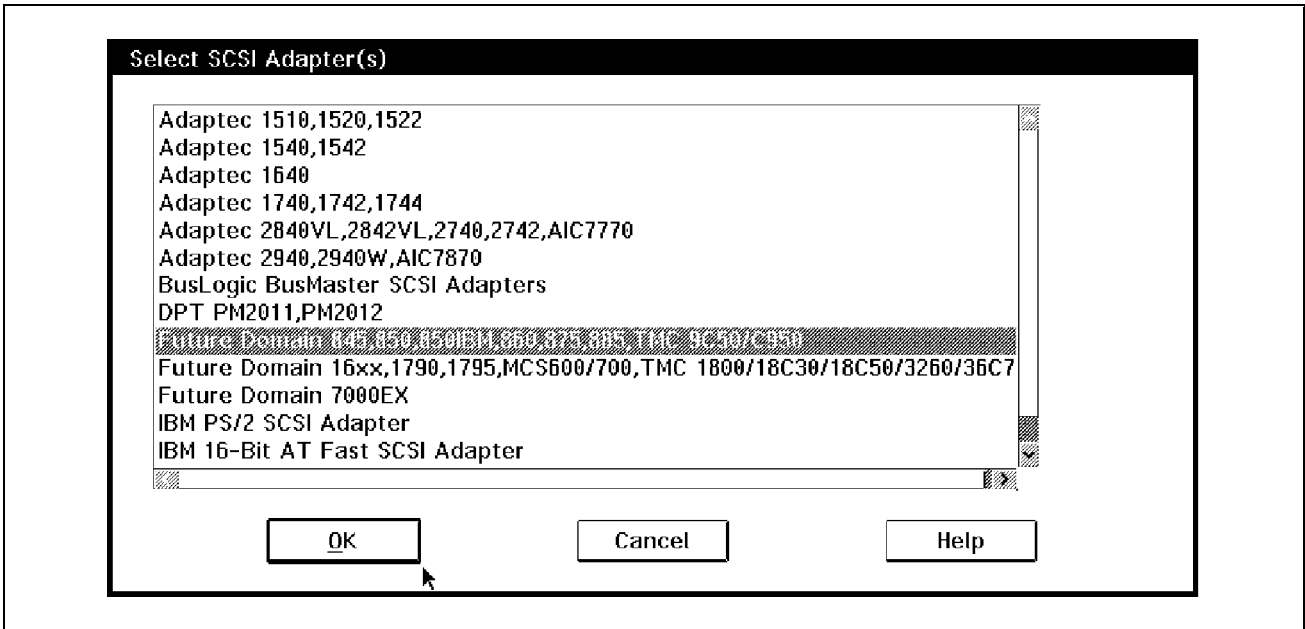 Select SCSI Adapter(s)
Adaptec 1510,1520,1522
Adaptec 1540,1542
Adaptec 1640
Adaptec 1740,1742,1744
Adaptec 2840VL,2842VL,2740,2742,AIC7770
Adaptec 2940,2940W,AIC7870
BusLogic BusMaster SCSI Adapters
DPT PM2011,PM2012
Future Domain 845,850,850IBM,860,875,885,TMC 9C50/C950
Future Domain 16xx,1790,1795,MCS600/700,TMC 1800/18C30/18C50/3260/36C7
Future Domain 7000EX
IBM PS/2 SCSI Adapter
IBM 16-Bit AT Fast SCSI Adapter
OK
Cancel
Help